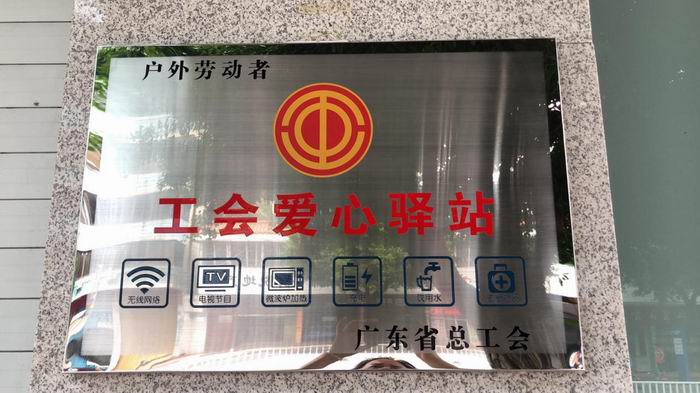 户外劳动者
工会爱心驿站
TV
无线网络
电视节目
微波炉加热
充电
饮用水
广东省总工会